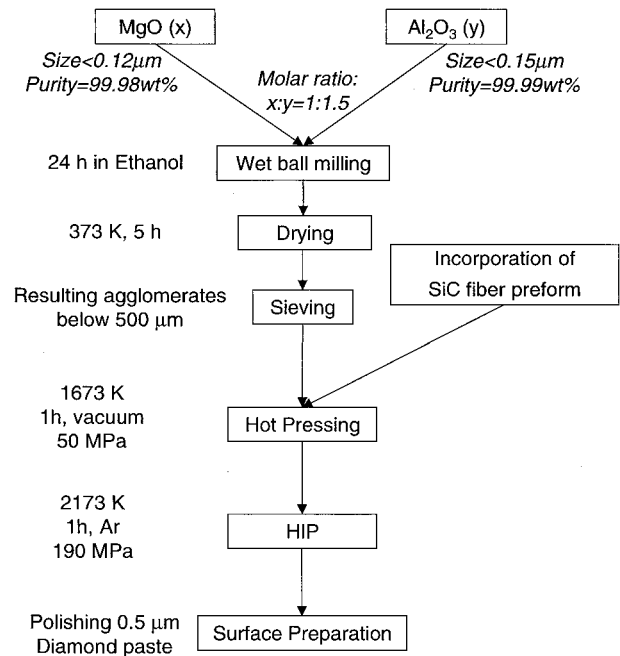 MgO (x)
Al₂O₃ (y)
Size<0.12μm
Purity=99.98wt%
Size<0.15μm
Purity=99.99wt%
Molar ratio:
x:y=1:1.5
24 h in Ethanol
Wet ball milling
373 K, 5 h
Drying
Incorporation of
SiC fiber preform
Resulting agglomerates
below 500 μm
Sieving
1673 K
1h, vacuum
50 MPa
Hot Pressing
2173 K
1h, Ar
190 MPa
HIP
Polishing 0.5 μm
Diamond paste
Surface Preparation